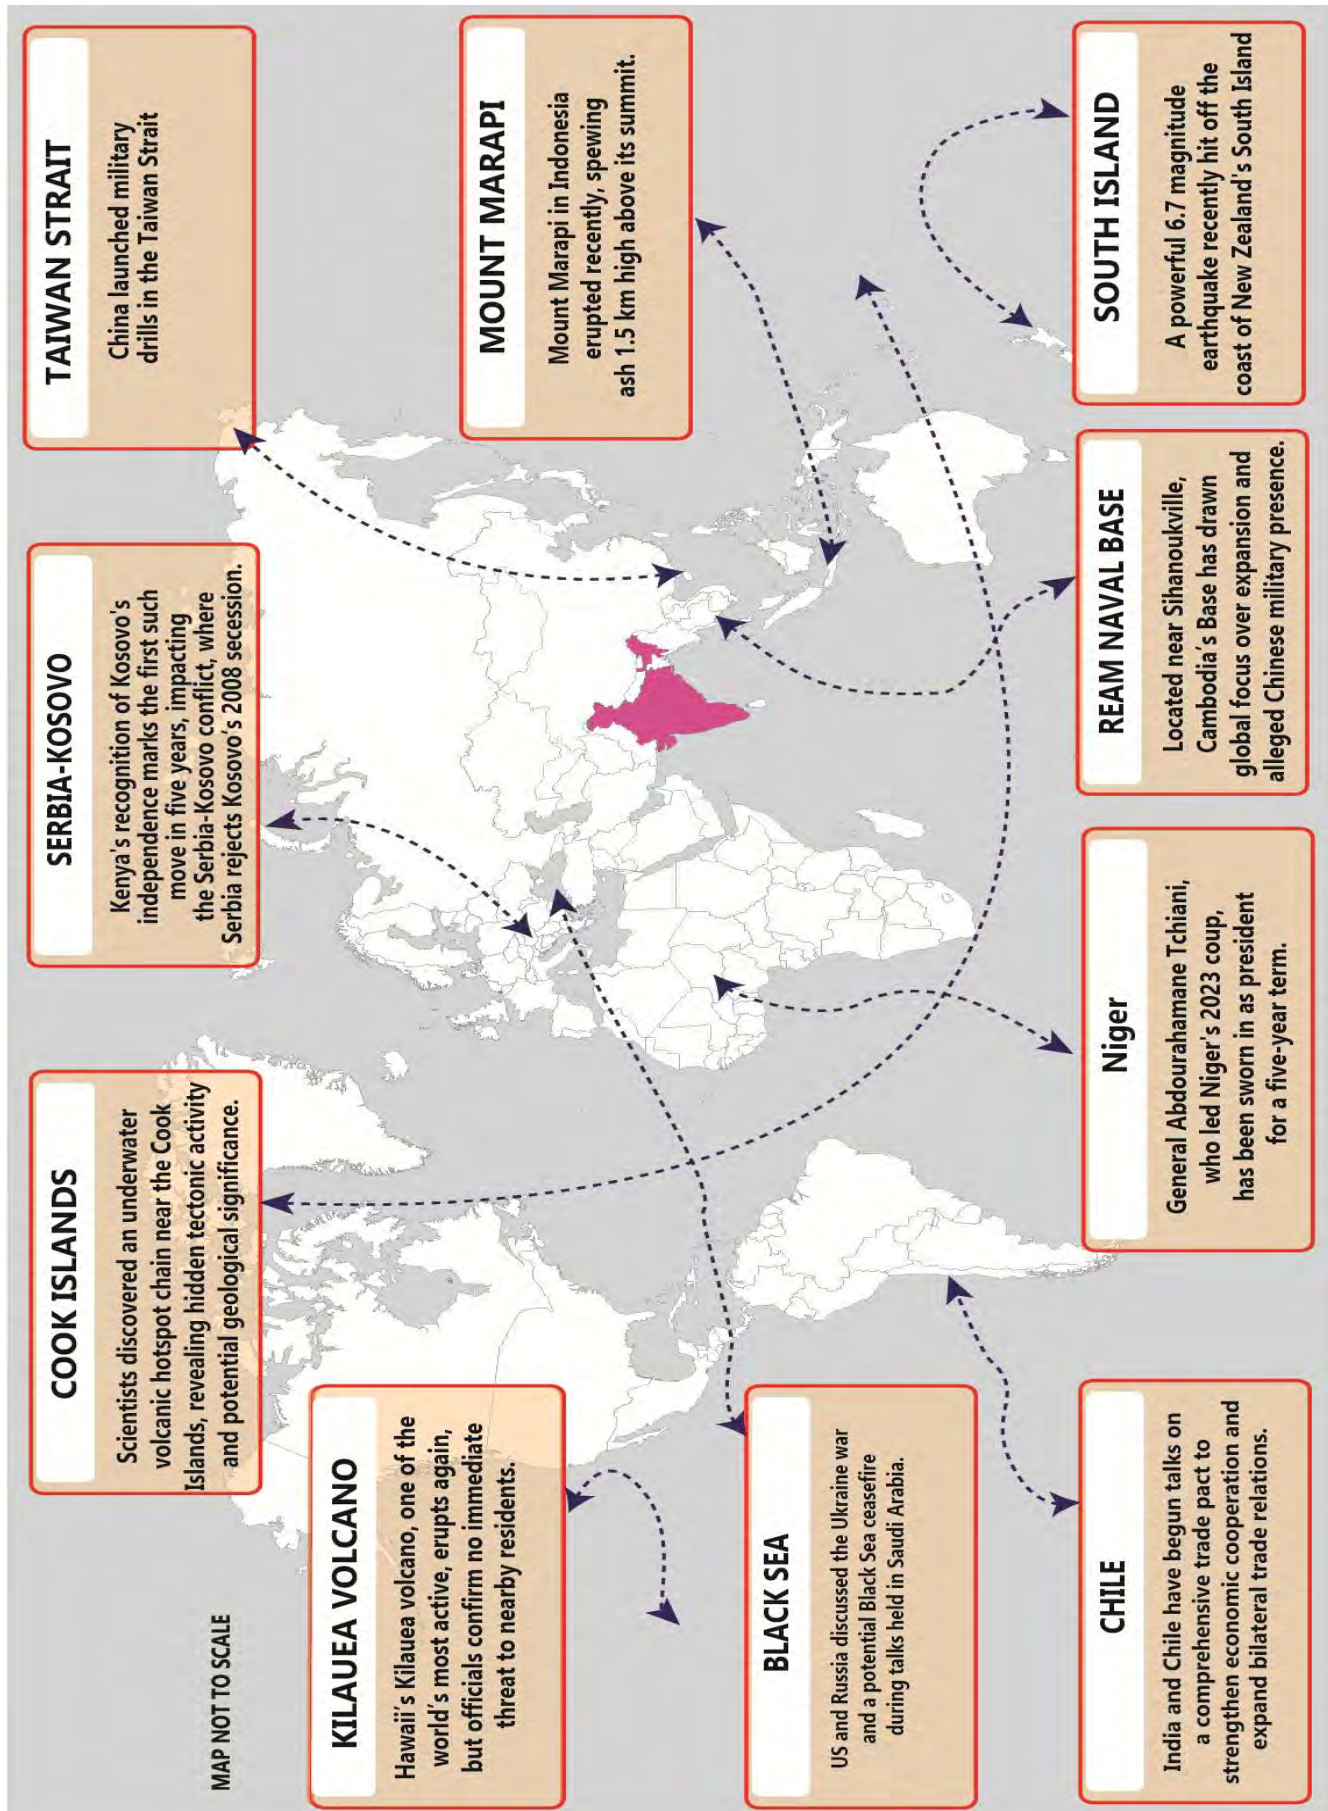 MAP NOT TO SCALE
COOK ISLANDS
Scientists discovered an underwater
volcanic hotspot chain near the Cook
Islands, revealing hidden tectonic activity
and potential geological significance.
SERBIA-KOSOVO
Kenya's recognition of Kosovo's
independence marks the first such
move in five years, impacting
the Serbia-Kosovo conflict, where
Serbia rejects Kosovo's 2008 secession.
TAIWAN STRAIT
China launched military
drills in the Taiwan Strait
KILAUEA VOLCANO
Hawaii's Kilauea volcano, one of the
world's most active, erupts again,
but officials confirm no immediate
threat to nearby residents.
MOUNT MARAPI
Mount Marapi in Indonesia
erupted recently, spewing
ash 1.5 km high above its summit.
BLACK SEA
US and Russia discussed the Ukraine war
and a potential Black Sea ceasefire
during talks held in Saudi Arabia.
CHILE
India and Chile have begun talks on
a comprehensive trade pact to
strengthen economic cooperation and
expand bilateral trade relations.
Niger
General Abdourahamane Tchiani,
who led Niger's 2023 coup,
has been sworn in as president
for a five-year term.
REAM NAVAL BASE
Located near Sihanoukville,
Cambodia's Base has drawn
global focus over expansion and
alleged Chinese military presence.
SOUTH ISLAND
A powerful 6.7 magnitude
earthquake recently hit off the
coast of New Zealand's South Island